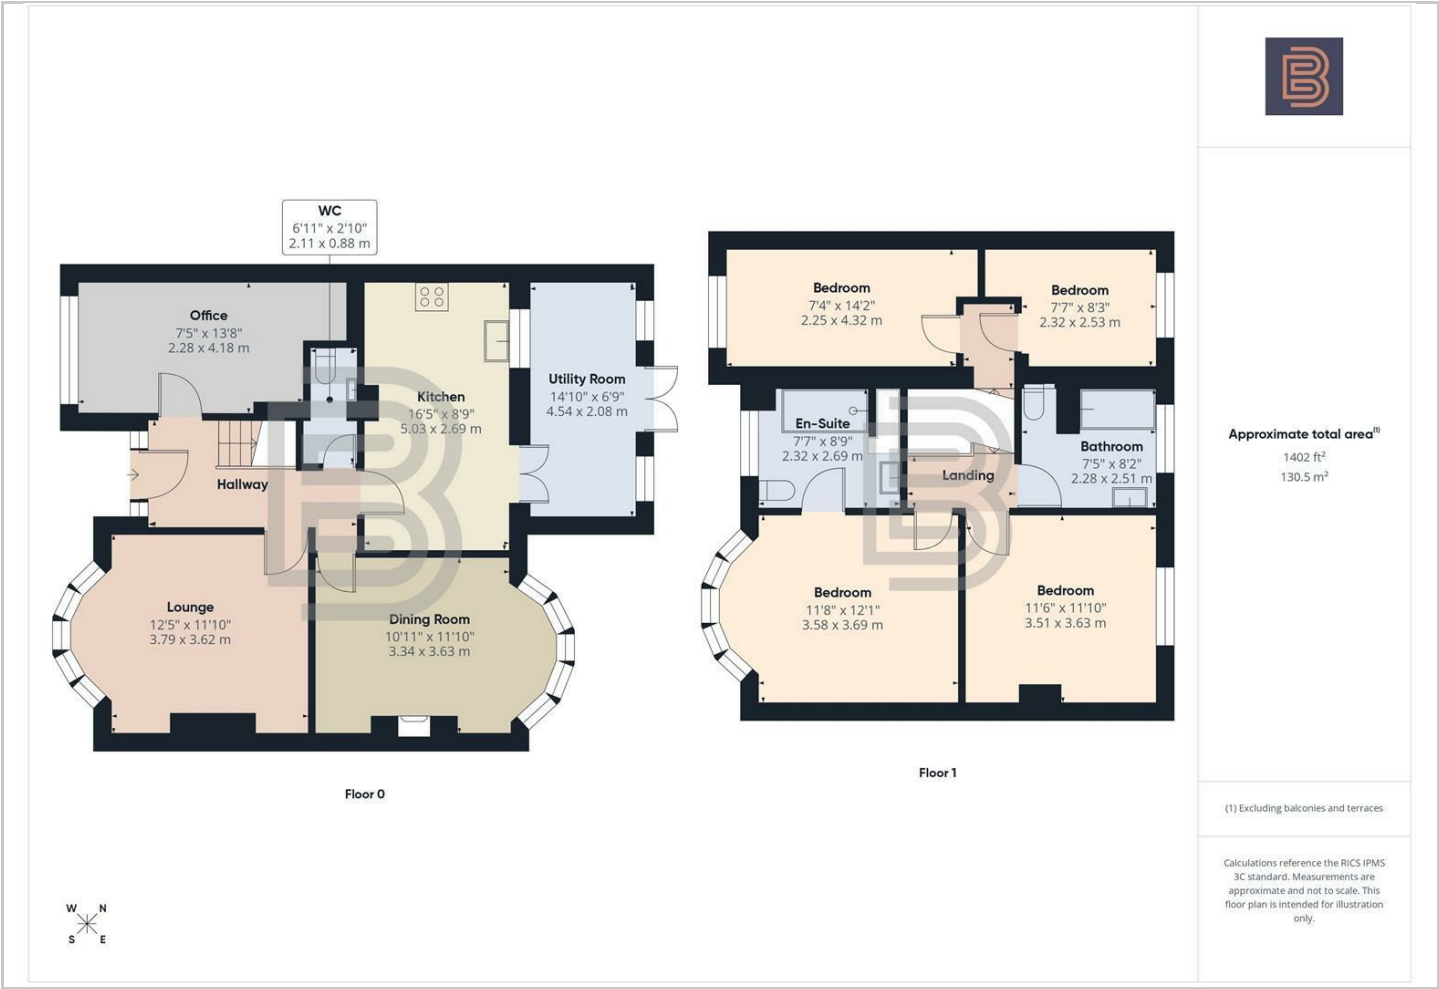 WC
6'11" x 2'10"
2.11 x 0.88 m
Office
7'5" x 13'8"
2.28 x 4.18 m
Kitchen
16'5" x 8'9"
5.03 x 2.69 m
Utility Room
14'10" x 6'9"
4.54 x 2.08 m
Hallway
Lounge
12'5" x 11'10"
3.79 x 3.62 m
Dining Room
10'11" x 11'10"
3.34 x 3.63 m
Floor 0
Bedroom
7'4" x 14'2"
2.25 x 4.32 m
Bedroom
7'7" x 8'3"
2.32 x 2.53 m
En-Suite
7'7" x 8'9"
2.32 x 2.69 m
Bathroom
7'5" x 8'2"
2.28 x 2.51 m
Landing
Bedroom
11'8" x 12'1"
3.58 x 3.69 m
Bedroom
11'6" x 11'10"
3.51 x 3.63 m
Floor 1
W N
S E
B
Approximate total area(1)
1402 ft²
130.5 m²
(1) Excluding balconies and terraces
Calculations reference the RICS IPMS
3C standard. Measurements are
approximate and not to scale. This
floor plan is intended for illustration
only.